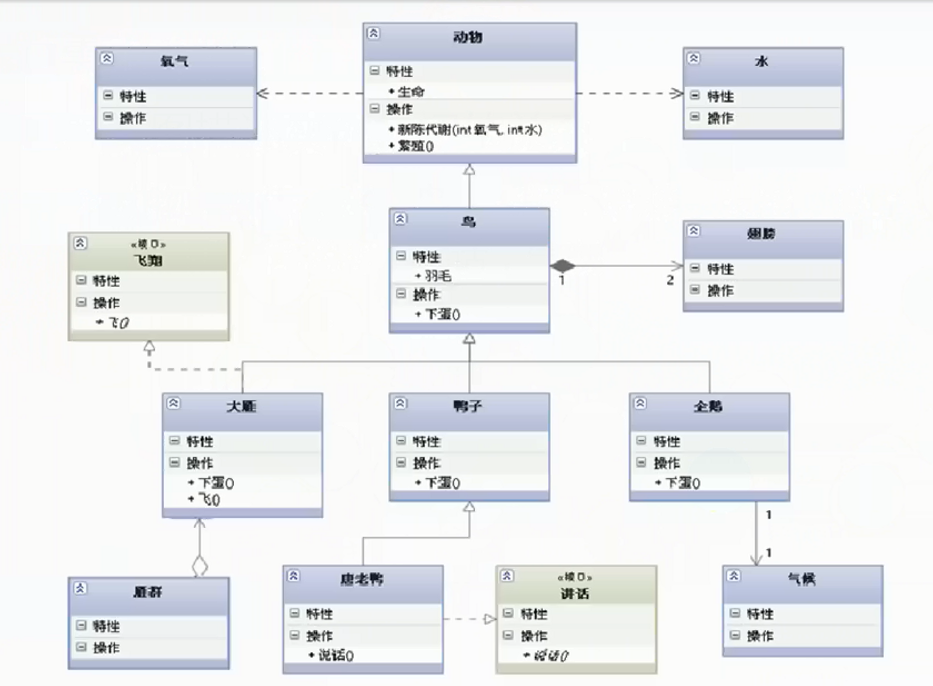 动物
特性
+ 生命
操作
+ 新陈代谢(int 氧气, int 水)
+ 繁殖()
氧气
特性
操作
水
特性
操作
«接口»
飞翔
特性
操作
+ 飞()
鸟
特性
+ 羽毛
操作
+ 下蛋()
1
2
翅膀
特性
操作
大雁
特性
操作
+ 下蛋()
+ 飞()
鸭子
特性
操作
+ 下蛋()
企鹅
特性
操作
+ 下蛋()
1
1
雁群
特性
操作
唐老鸭
特性
操作
+ 说话()
«接口»
讲话
特性
操作
+ 说话()
气候
特性
操作